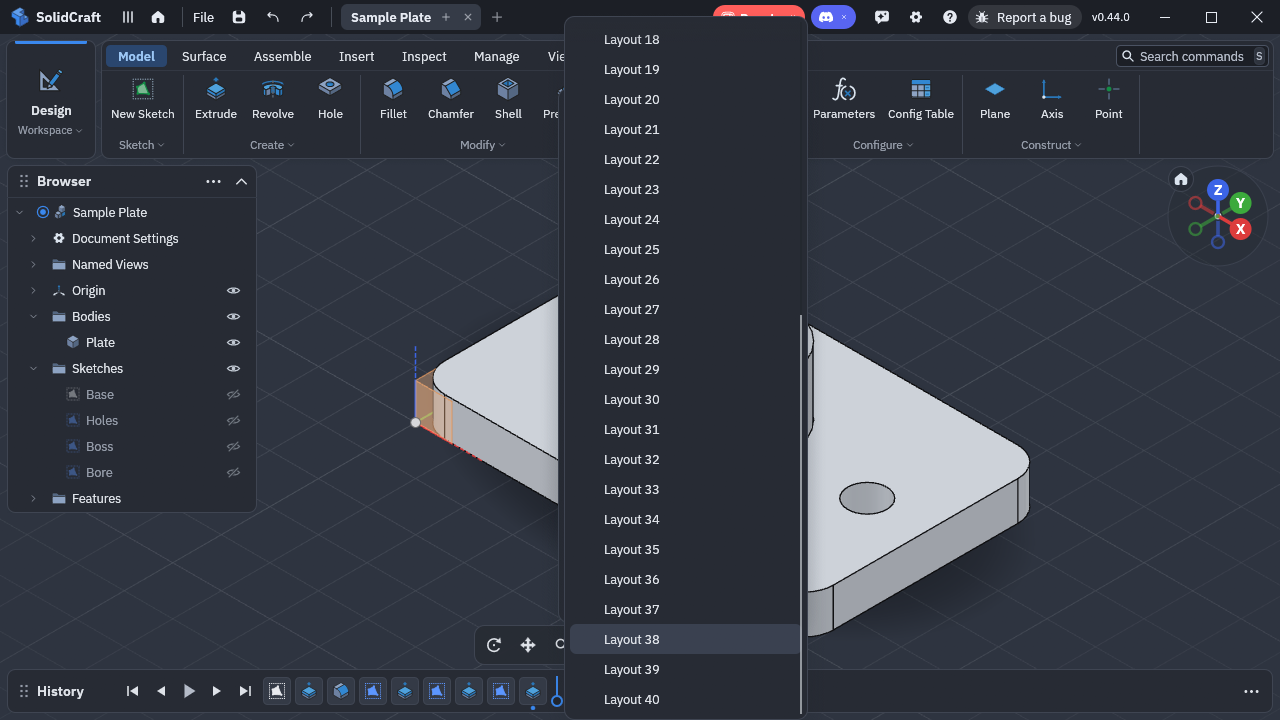 SolidCraft
File
Sample Plate
Report a bug
v0.44.0
Design
Workspace
Model
Surface
Assemble
Insert
Inspect
Manage
Search commands
S
New Sketch
Extrude
Revolve
Hole
Fillet
Chamfer
Shell
Parameters
Config Table
Plane
Axis
Point
Sketch
Create
Modify
Configure
Construct
Browser
Sample Plate
Document Settings
Named Views
Origin
Bodies
Plate
Sketches
Base
Holes
Boss
Bore
Features
Layout 18
Layout 19
Layout 20
Layout 21
Layout 22
Layout 23
Layout 24
Layout 25
Layout 26
Layout 27
Layout 28
Layout 29
Layout 30
Layout 31
Layout 32
Layout 33
Layout 34
Layout 35
Layout 36
Layout 37
Layout 38
Layout 39
Layout 40
Z
Y
X
History